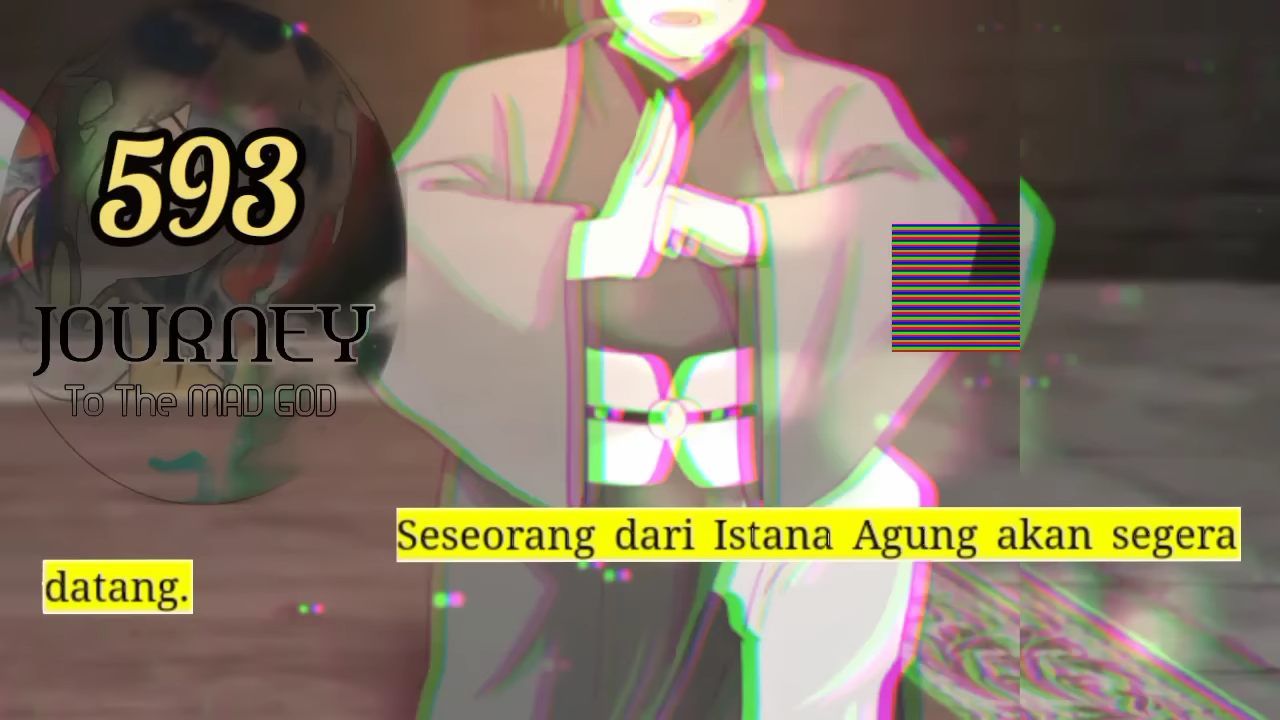 593
JOURNEY
To The MAD GOD
Seseorang dari Istana Agung akan segera
datang.